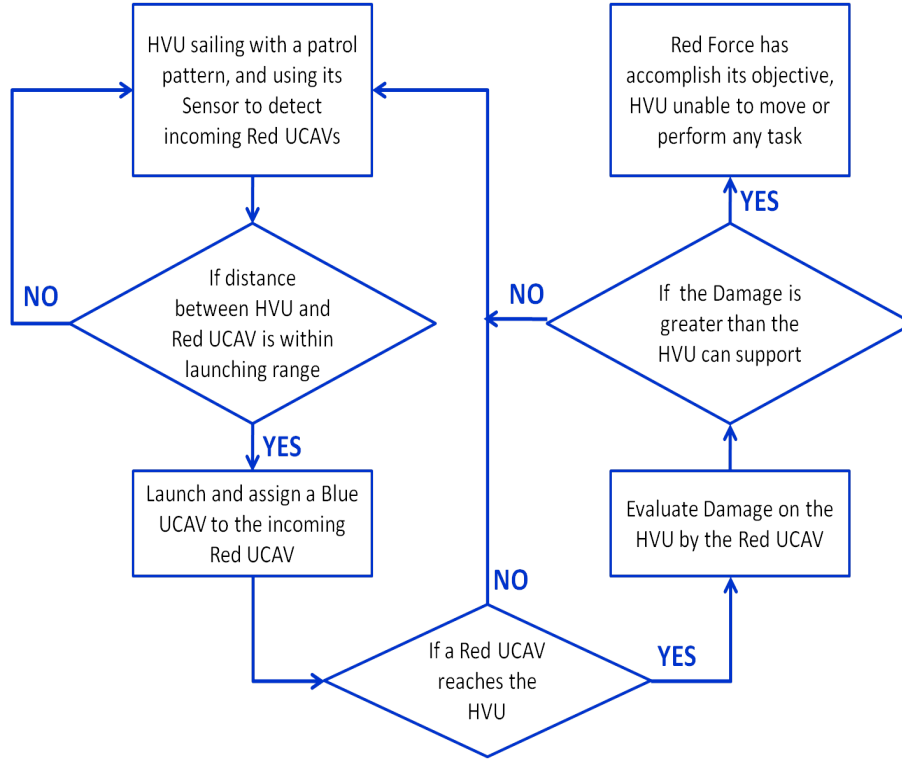 HVU sailing with a patrol
pattern, and using its
Sensor to detect
incoming Red UCAVs
NO
If distance
between HVU and
Red UCAV is within
launching range
YES
Launch and assign a Blue
UCAV to the incoming
Red UCAV
If a Red UCAV
reaches the
HVU
NO
YES
Evaluate Damage on the
HVU by the Red UCAV
If the Damage is
greater than the
HVU can support
NO
YES
Red Force has
accomplish its objective,
HVU unable to move or
perform any task